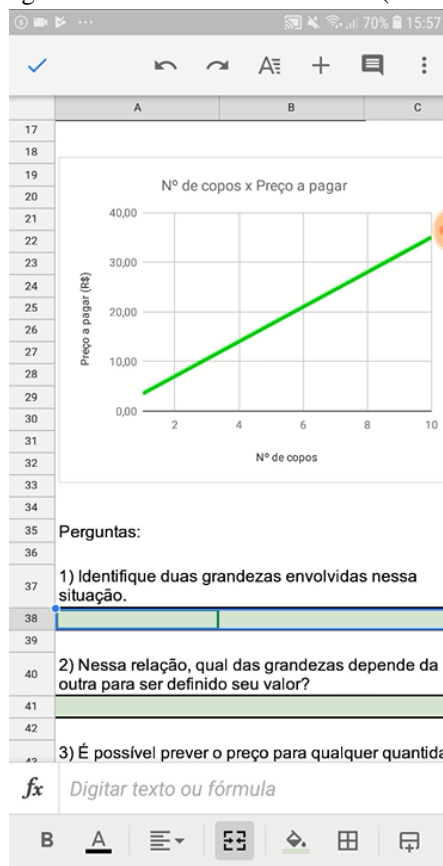 70% 15:57
A B C
17
18
19
20
21
22
23
24
25
26
27
28
29
30
31
32
33
34
35
36
37
38
39
40
41
42
Nº de copos x Preço a pagar
Preço a pagar (R$)
40,00
30,00
20,00
10,00
0,00
2 4 6 8 10
Nº de copos
Perguntas:
1) Identifique duas grandezas envolvidas nessa
situação.
2) Nessa relação, qual das grandezas depende da
outra para ser definido seu valor?
3) É possível prever o preço para qualquer quantida
fx Digitar texto ou fórmula
B A